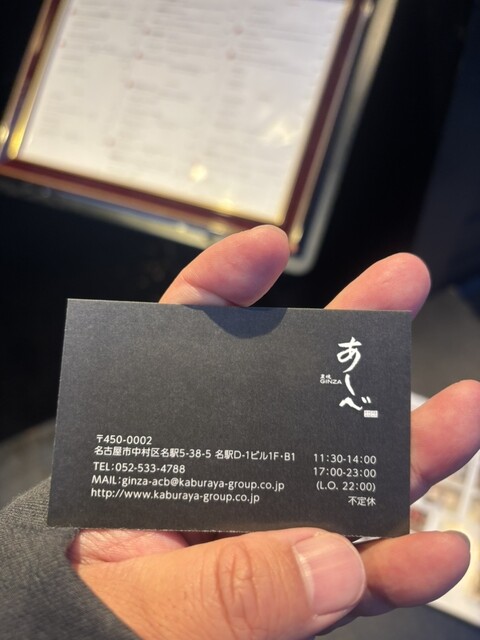 あしべ
GINZA
〒450-0002
名古屋市中村区名駅5-38-5 名駅D-1ビル1F・B1
TEL:052-533-4788
MAIL:ginza-acb@kaburaya-group.co.jp
http://www.kaburaya-group.co.jp
11:30-14:00
17:00-23:00
(L.O. 22:00)
不定休